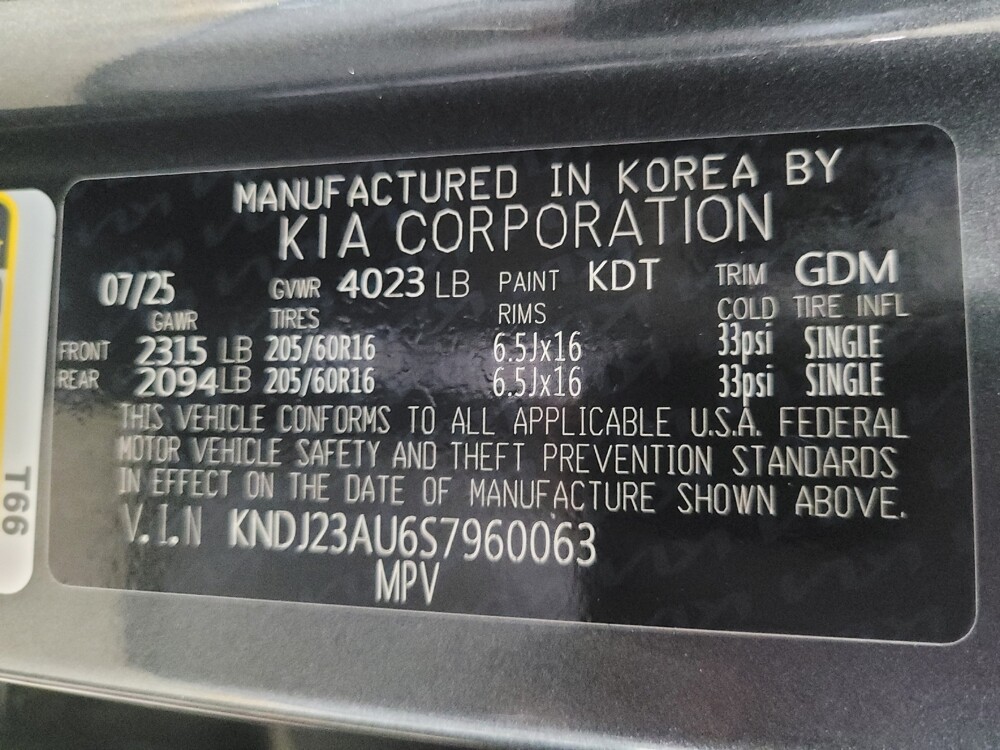 MANUFACTURED IN KOREA BY
KIA CORPORATION
07/25 GVWR 4023 LB PAINT KDT TRIM GDM
GAWR TIRES RIMS COLD TIRE INFL
FRONT 2315 LB 205/60R16 6.5Jx16 33psi SINGLE
REAR 2094 LB 205/60R16 6.5Jx16 33psi SINGLE
THIS VEHICLE CONFORMS TO ALL APPLICABLE U.S.A. FEDERAL
MOTOR VEHICLE SAFETY AND THEFT PREVENTION STANDARDS
IN EFFECT ON THE DATE OF MANUFACTURE SHOWN ABOVE.
V.I.N KNDJ23AU6S7960063
MPV
T66